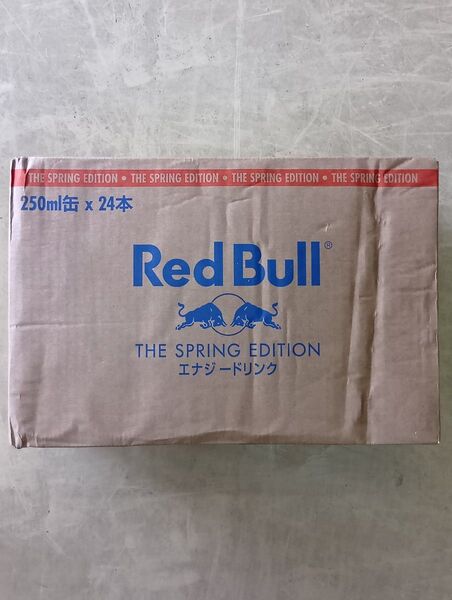 THE SPRING EDITION • THE SPRING EDITION • THE SPRING EDITION • THE SPRING EDITION
250ml缶 x 24本
Red Bull®
THE SPRING EDITION
エナジードリンク